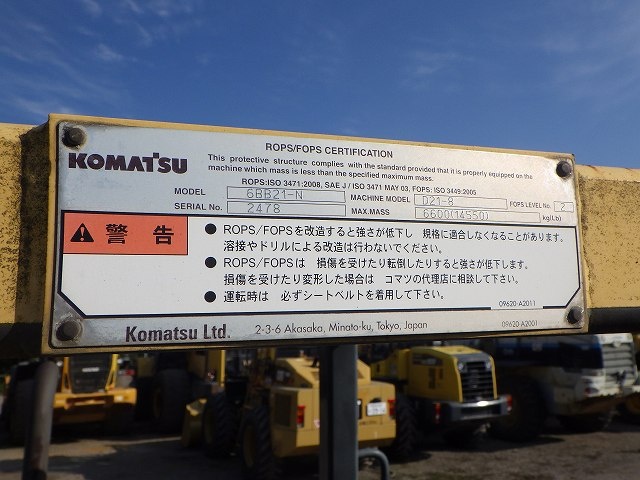 ROPS/FOPS CERTIFICATION
KOMATSU
This protective structure complies with the standard provided that it is properly equipped on the
machine which mass is less than the specified maximum mass.
ROPS:ISO 3471:2008, SAE J / ISO 3471 MAY 03, FOPS: ISO 3449:2005
MODEL 6BB21-N MACHINE MODEL D21-8 FOPS LEVEL No. 2
SERIAL No. 2478 MAX.MASS 6600(14550) kg(Lb)
警告
● ROPS/FOPSを改造すると強さが低下し 規格に適合しなくなることがあります。
溶接やドリルによる改造は行わないでください。
● ROPS/FOPSは 損傷を受けたり転倒したりすると強さが低下します。
損傷を受けたり変形した場合は コマツの代理店に相談して下さい。
● 運転時は 必ずシートベルトを着用して下さい。
09620-A2011
Komatsu Ltd. 2-3-6 Akasaka, Minato-ku, Tokyo, Japan
09620-A2001